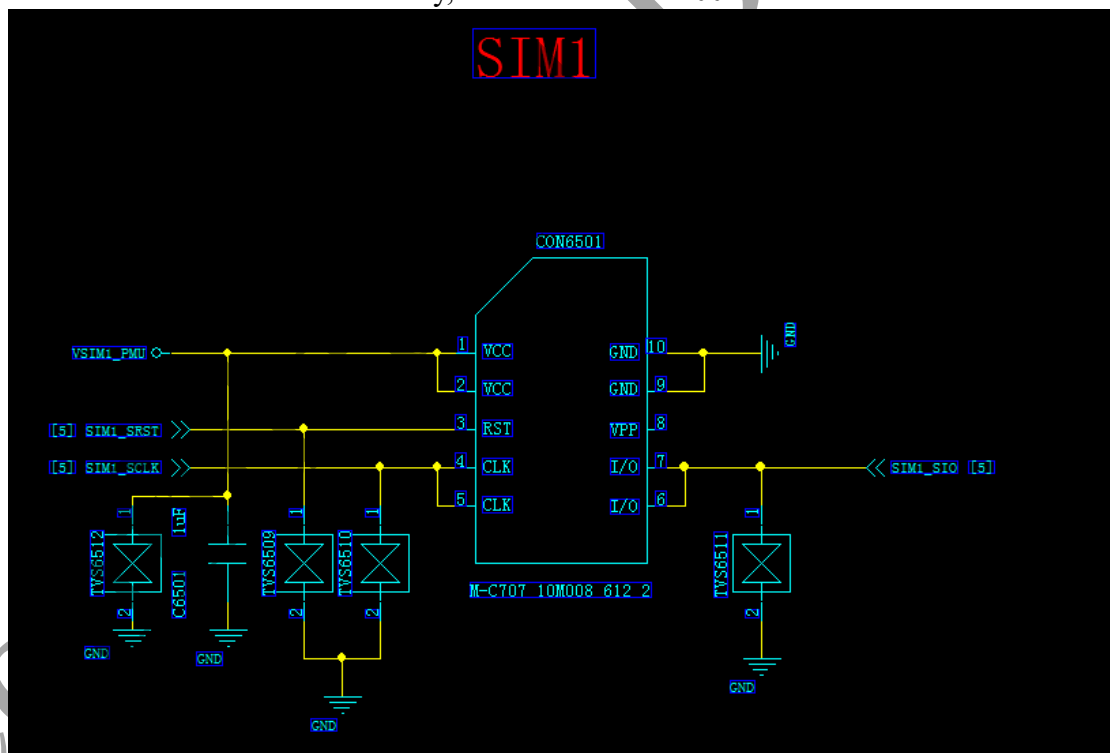 SIM1
CON6501
VSIM1_PMU
1 VCC GND 10 GND
2 VCC GND 9
[5] SIM1_SRST 3 RST VPP 8
[5] SIM1_SCLK 4 CLK I/O 7 SIM1_SIO [5]
5 CLK I/O 6
TVS6512 1 2
1uF C6501
TVS6509 1 2
TVS6510 1 2
M-C707 10M008 612 2
TVS6511 1 2
GND
GND
GND
GND